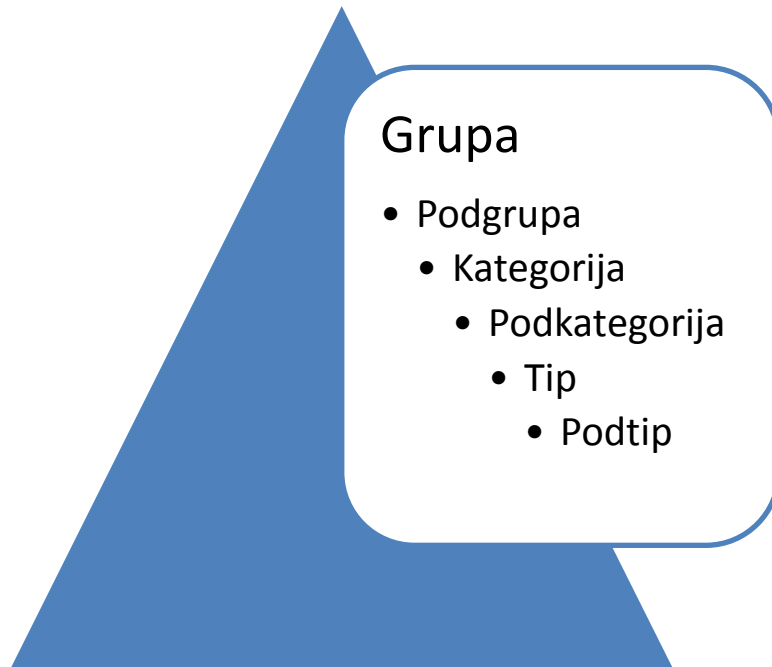 Grupa
• Podgrupa
• Kategorija
• Podkategorija
• Tip
• Podtip